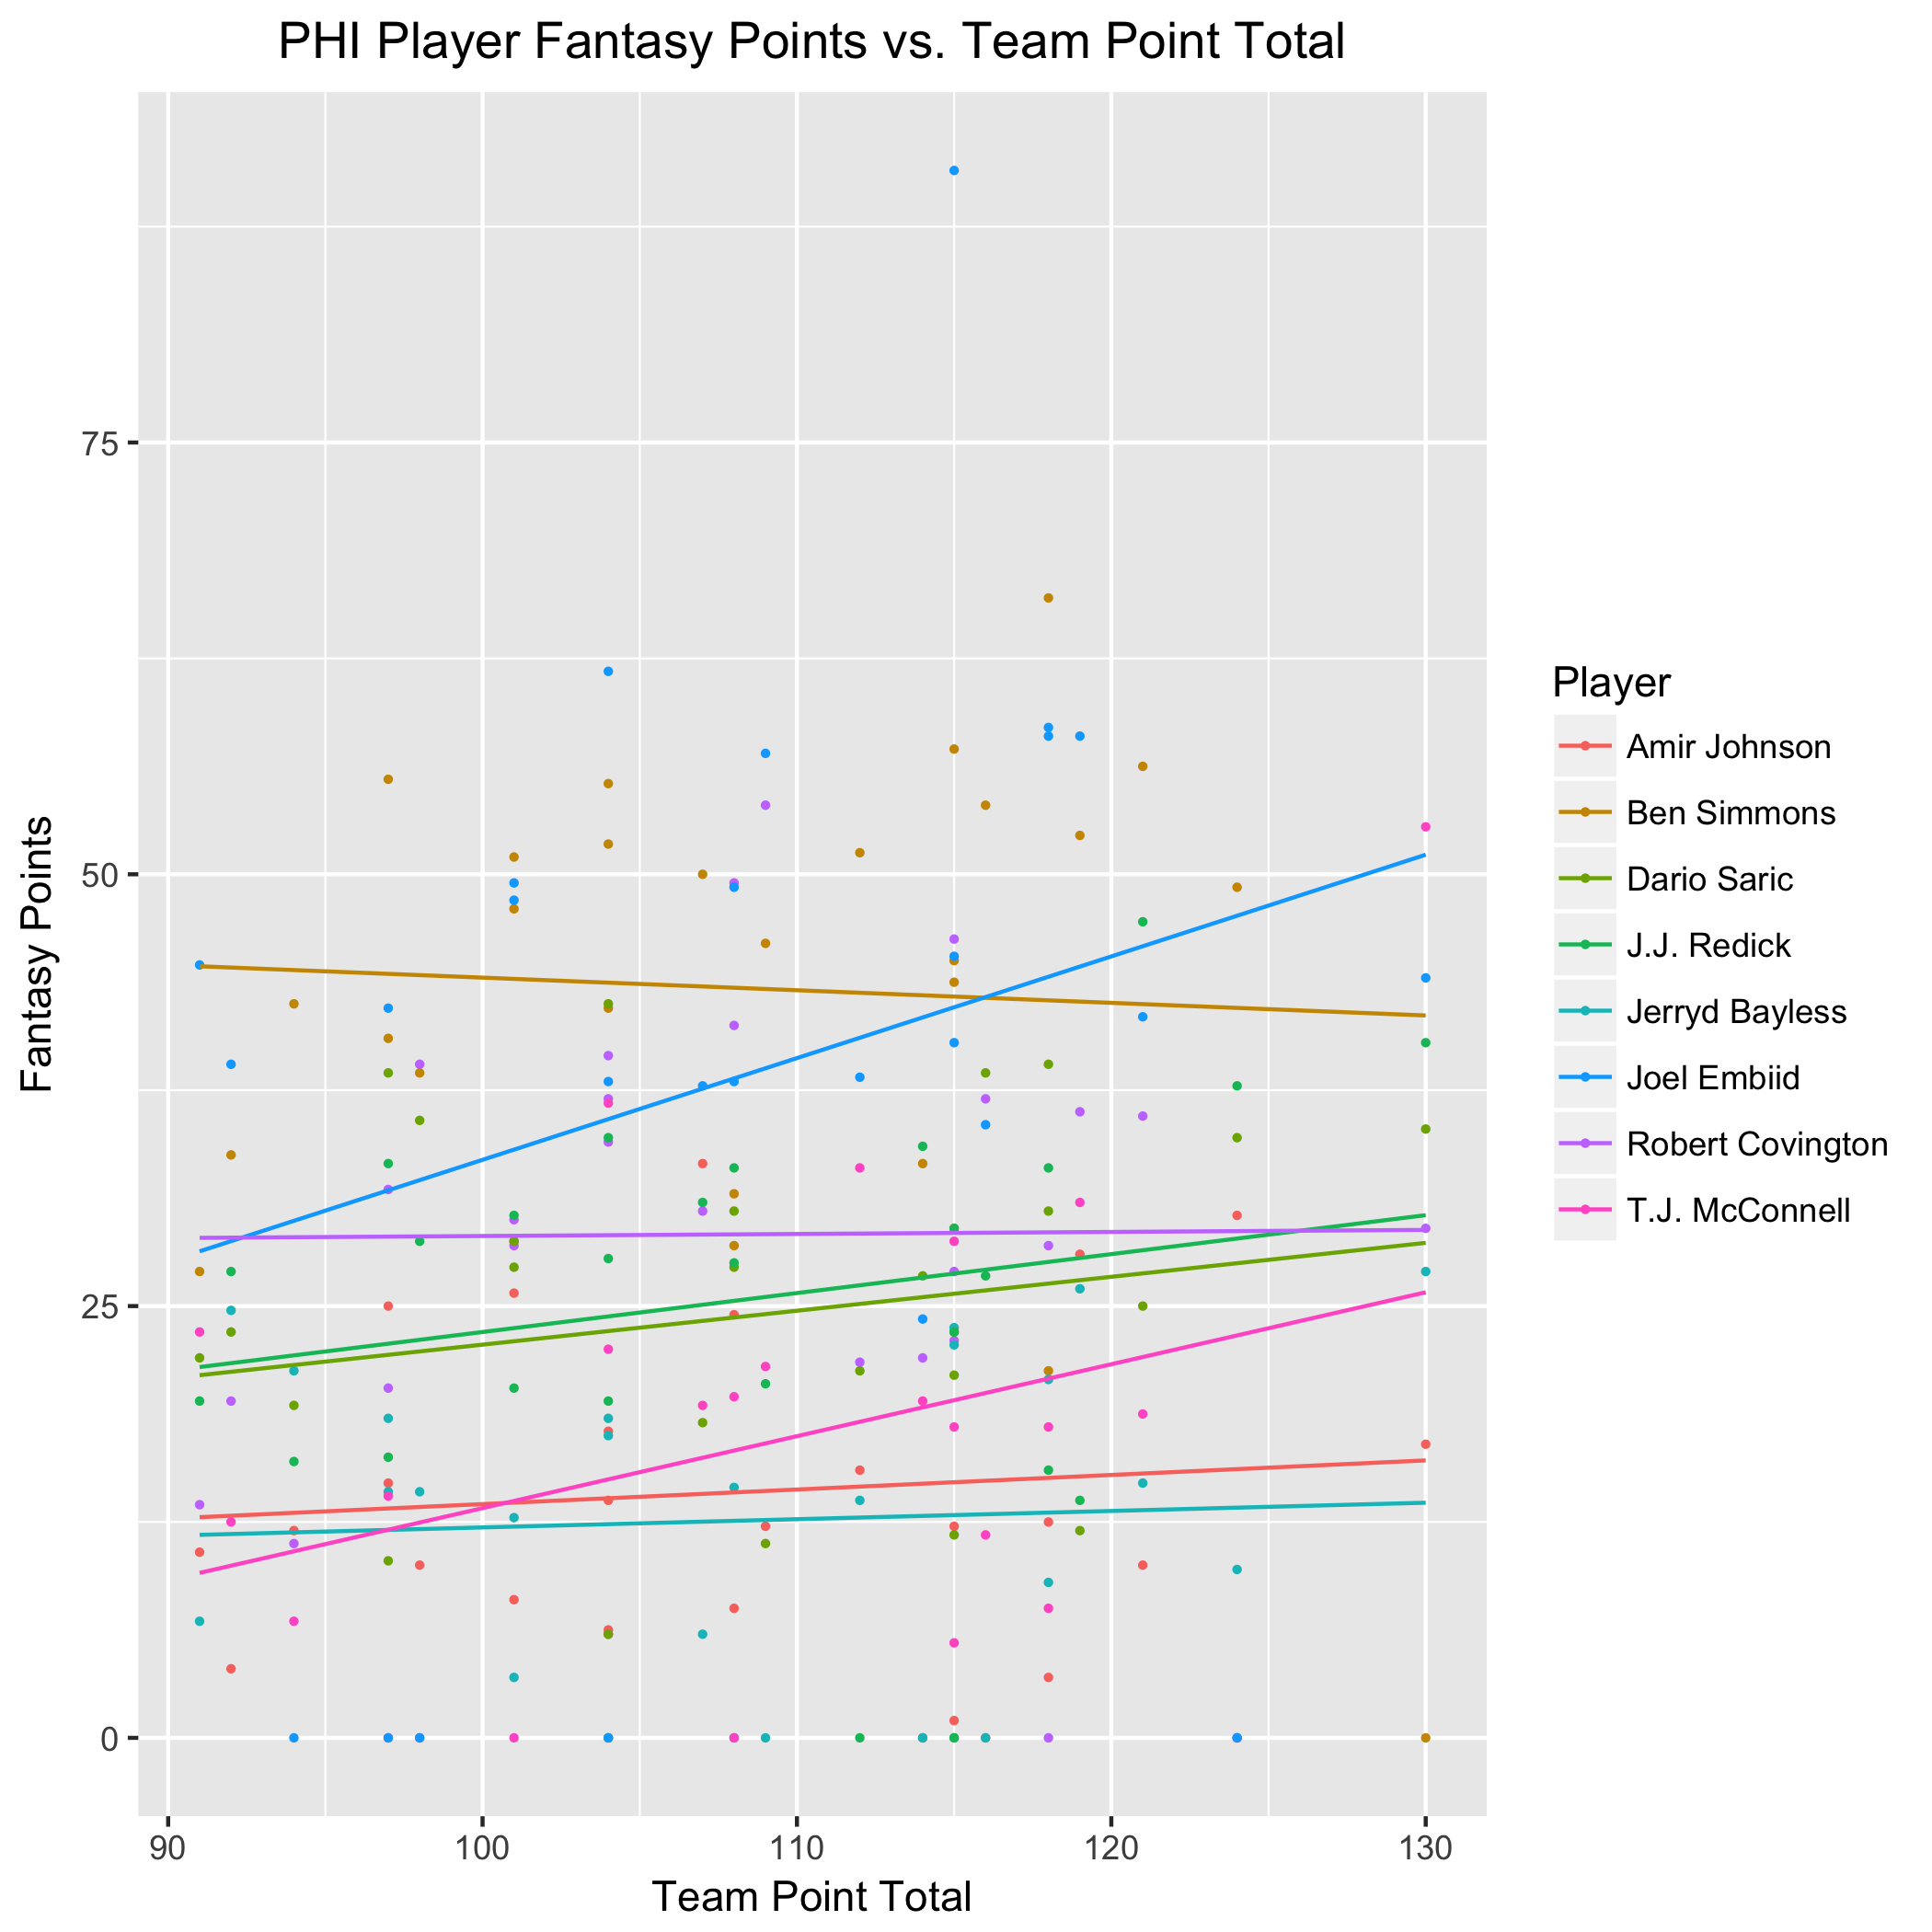 PHI Player Fantasy Points vs. Team Point Total
75
50
25
0
Fantasy Points
90 100 110 120 130
Team Point Total
Player
Amir Johnson
Ben Simmons
Dario Saric
J.J. Redick
Jerryd Bayless
Joel Embiid
Robert Covington
T.J. McConnell